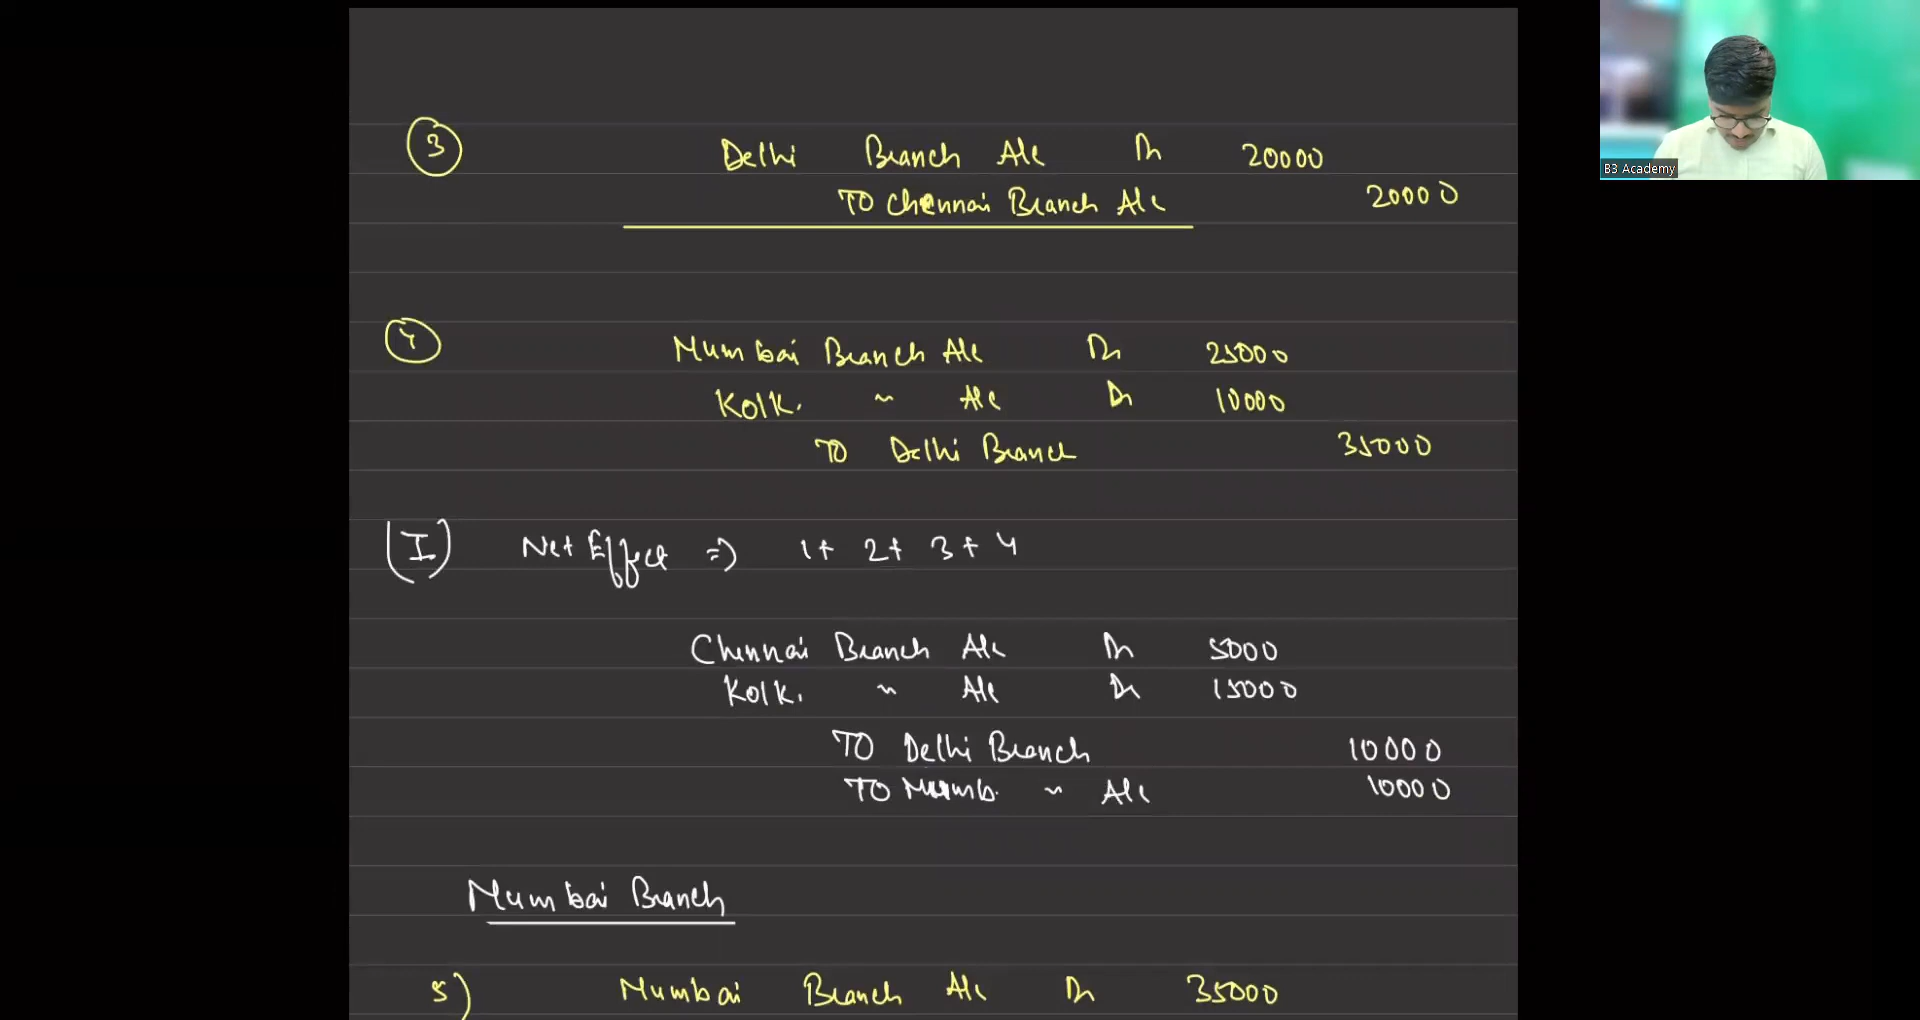 B3 Academy
3 Delhi Branch A/c Dr 20000
TO Chennai Branch A/c 20000
4 Mumbai Branch A/c Dr 25000
Kolk. " A/c Dr 10000
TO Delhi Branch 35000
(I) Net Effect => 1+ 2+ 3+ 4
Chennai Branch A/c Dr 5000
Kolk. " A/c Dr 15000
TO Delhi Branch 10000
TO Mumb. " A/c 10000
Mumbai Branch
5) Mumbai Branch A/c Dr 35000